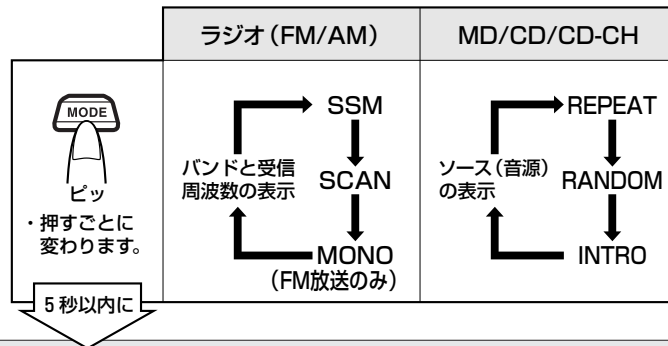 ラジオ(FM/AM)
MD/CD/CD-CH
MODE
ピッ
・押すごとに
変わります。
5秒以内に
SSM
SCAN
MONO
(FM放送のみ)
バンドと受信
周波数の表示
REPEAT
RANDOM
INTRO
ソース(音源)
の表示